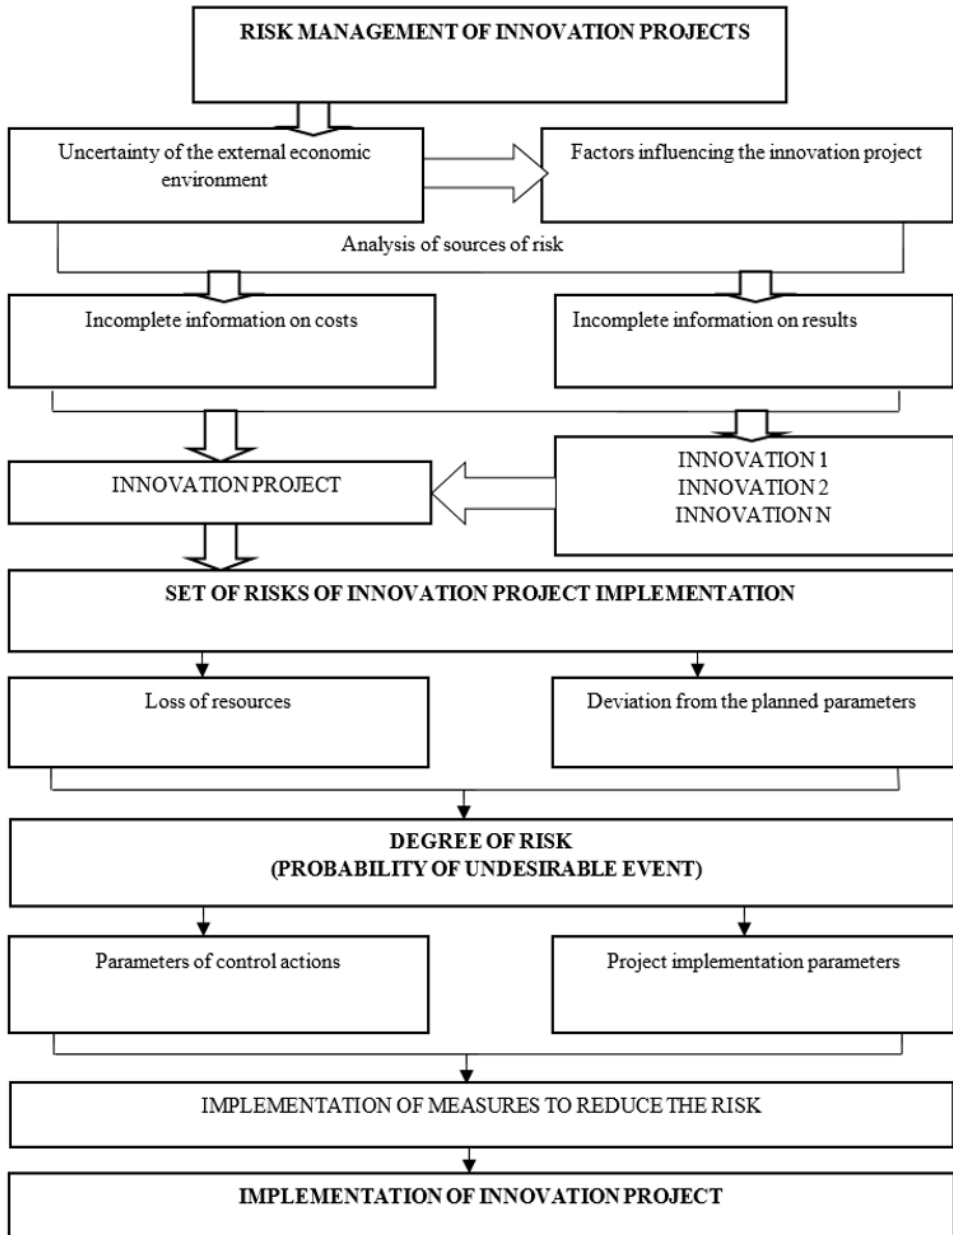 RISK MANAGEMENT OF INNOVATION PROJECTS
Uncertainty of the external economic
environment
Factors influencing the innovation project
Analysis of sources of risk
Incomplete information on costs
Incomplete information on results
INNOVATION PROJECT
INNOVATION 1
INNOVATION 2
INNOVATION N
SET OF RISKS OF INNOVATION PROJECT IMPLEMENTATION
Loss of resources
Deviation from the planned parameters
DEGREE OF RISK
(PROBABILITY OF UNDESIRABLE EVENT)
Parameters of control actions
Project implementation parameters
IMPLEMENTATION OF MEASURES TO REDUCE THE RISK
IMPLEMENTATION OF INNOVATION PROJECT